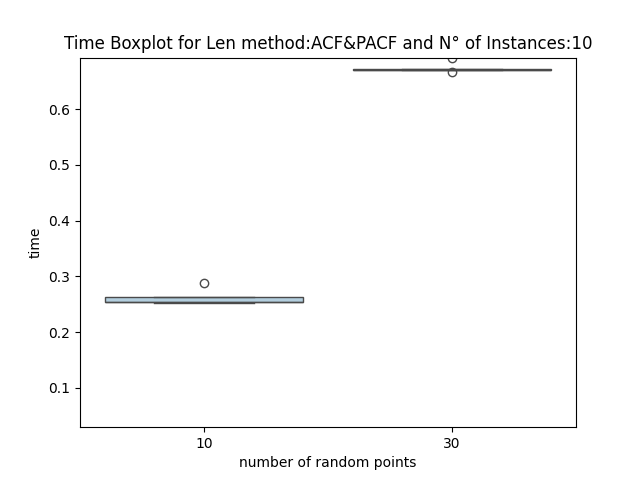 Time Boxplot for Len method:ACF&PACF and N° of Instances:10
0.6
0.5
0.4
0.3
0.2
0.1
time
10 30
number of random points